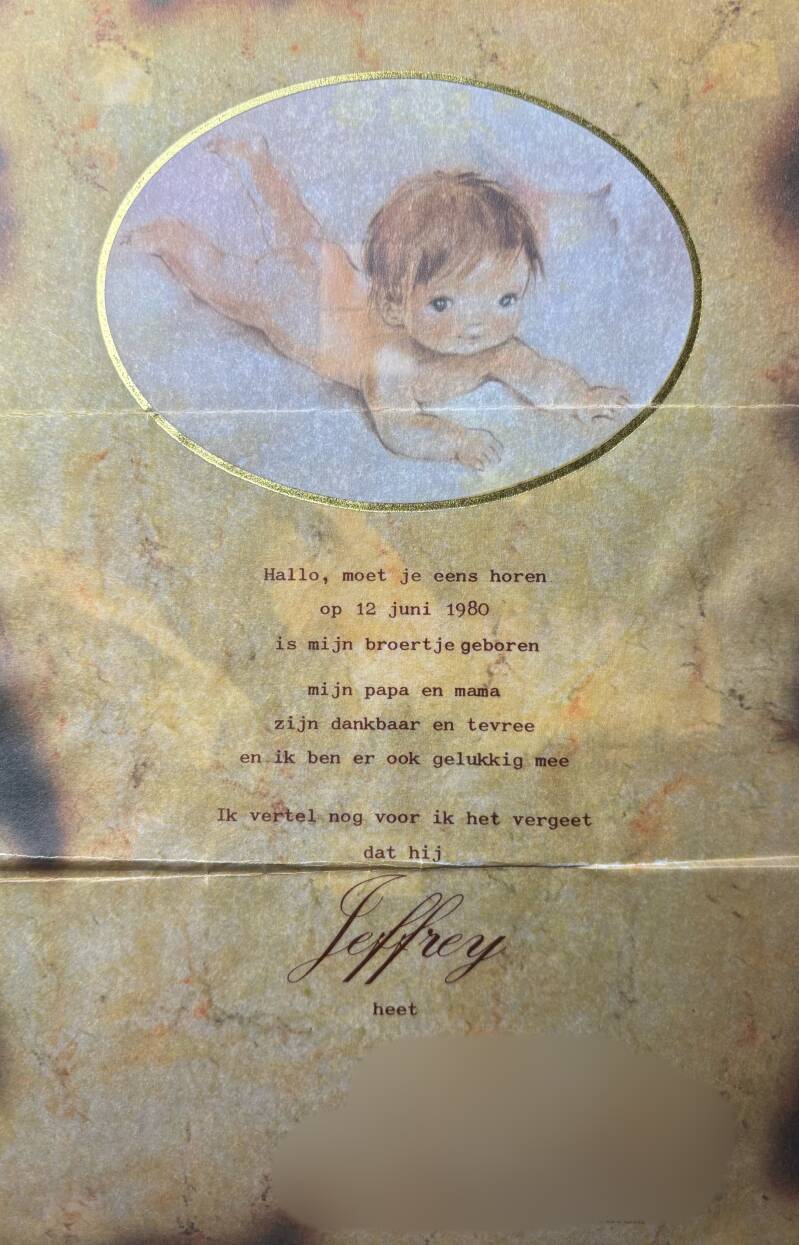 Hallo, moet je eens horen
op 12 juni 1980
is mijn broertje geboren
mijn papa en mama
zijn dankbaar en tevree
en ik ben er ook gelukkig mee
Ik vertel nog voor ik het vergeet
dat hij
Jeffrey
heet